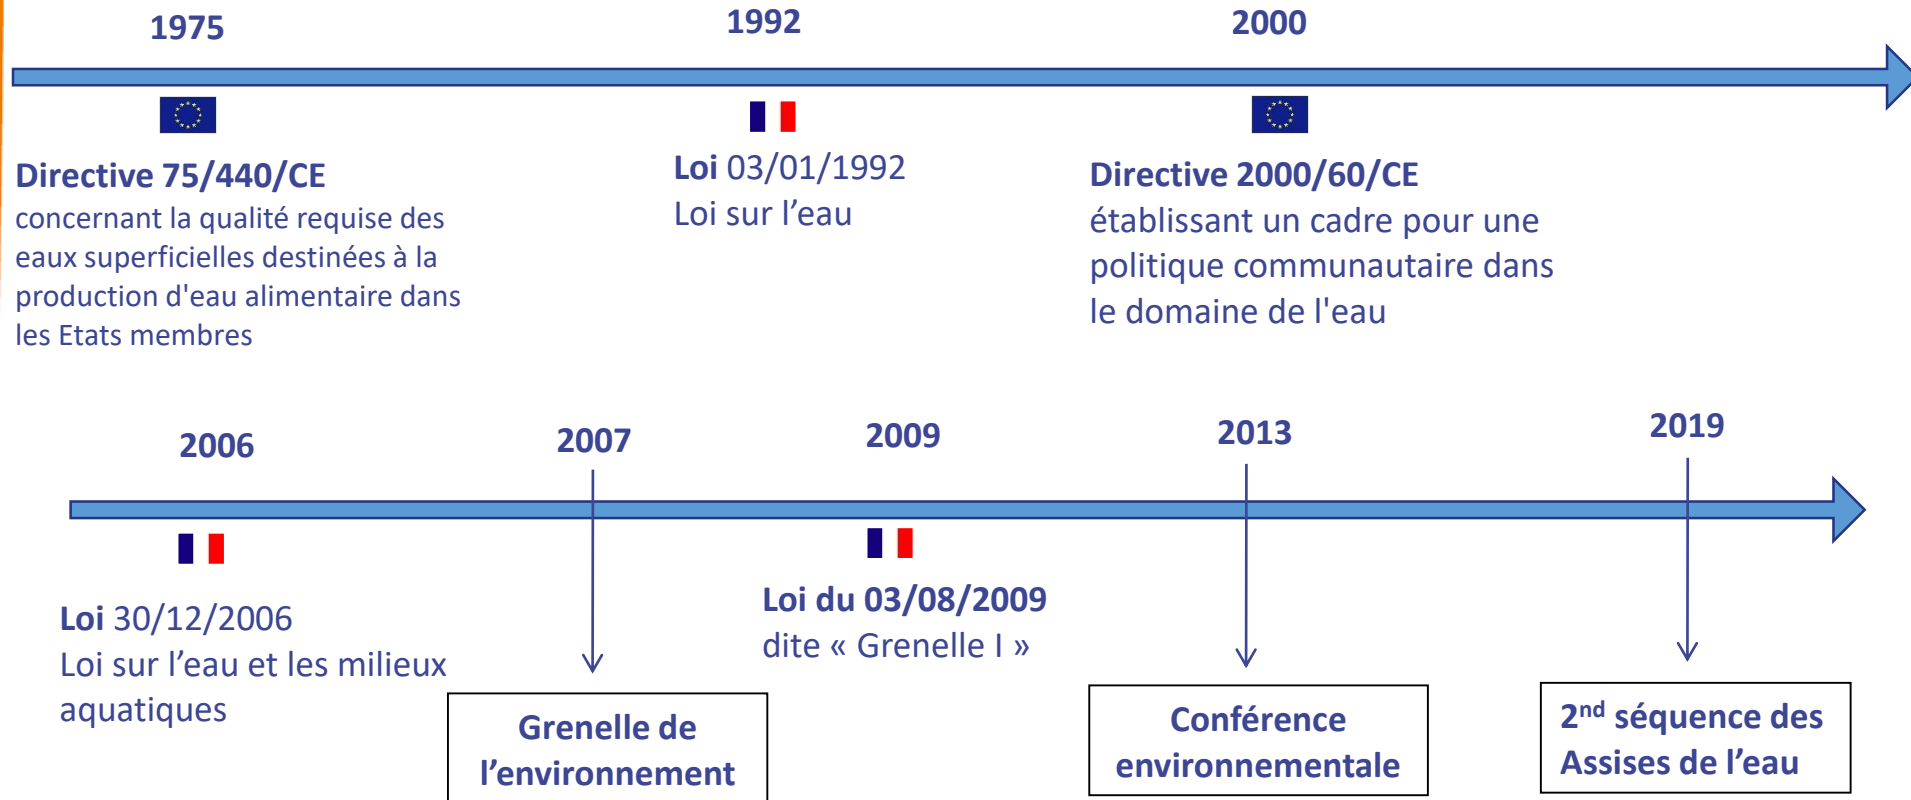 1975
1992
2000
Directive 75/440/CE
concernant la qualité requise des
eaux superficielles destinées à la
production d'eau alimentaire dans
les Etats membres
Loi 03/01/1992
Loi sur l’eau
Directive 2000/60/CE
établissant un cadre pour une
politique communautaire dans
le domaine de l'eau
2006
2007
2009
2013
2019
Loi 30/12/2006
Loi sur l’eau et les milieux
aquatiques
Grenelle de
l’environnement
Loi du 03/08/2009
dite « Grenelle I »
Conférence
environnementale
2nd séquence des
Assises de l’eau